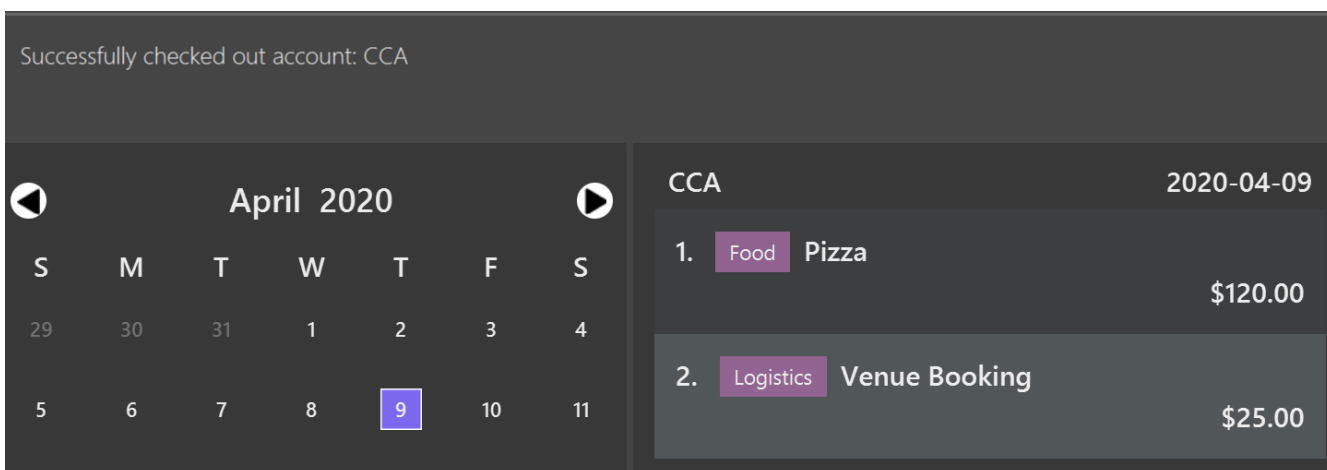 Successfully checked out account: CCA
April 2020
S M T W T F S
29 30 31 1 2 3 4
5 6 7 8 9 10 11
CCA 2020-04-09
1. Food Pizza
$120.00
2. Logistics Venue Booking
$25.00